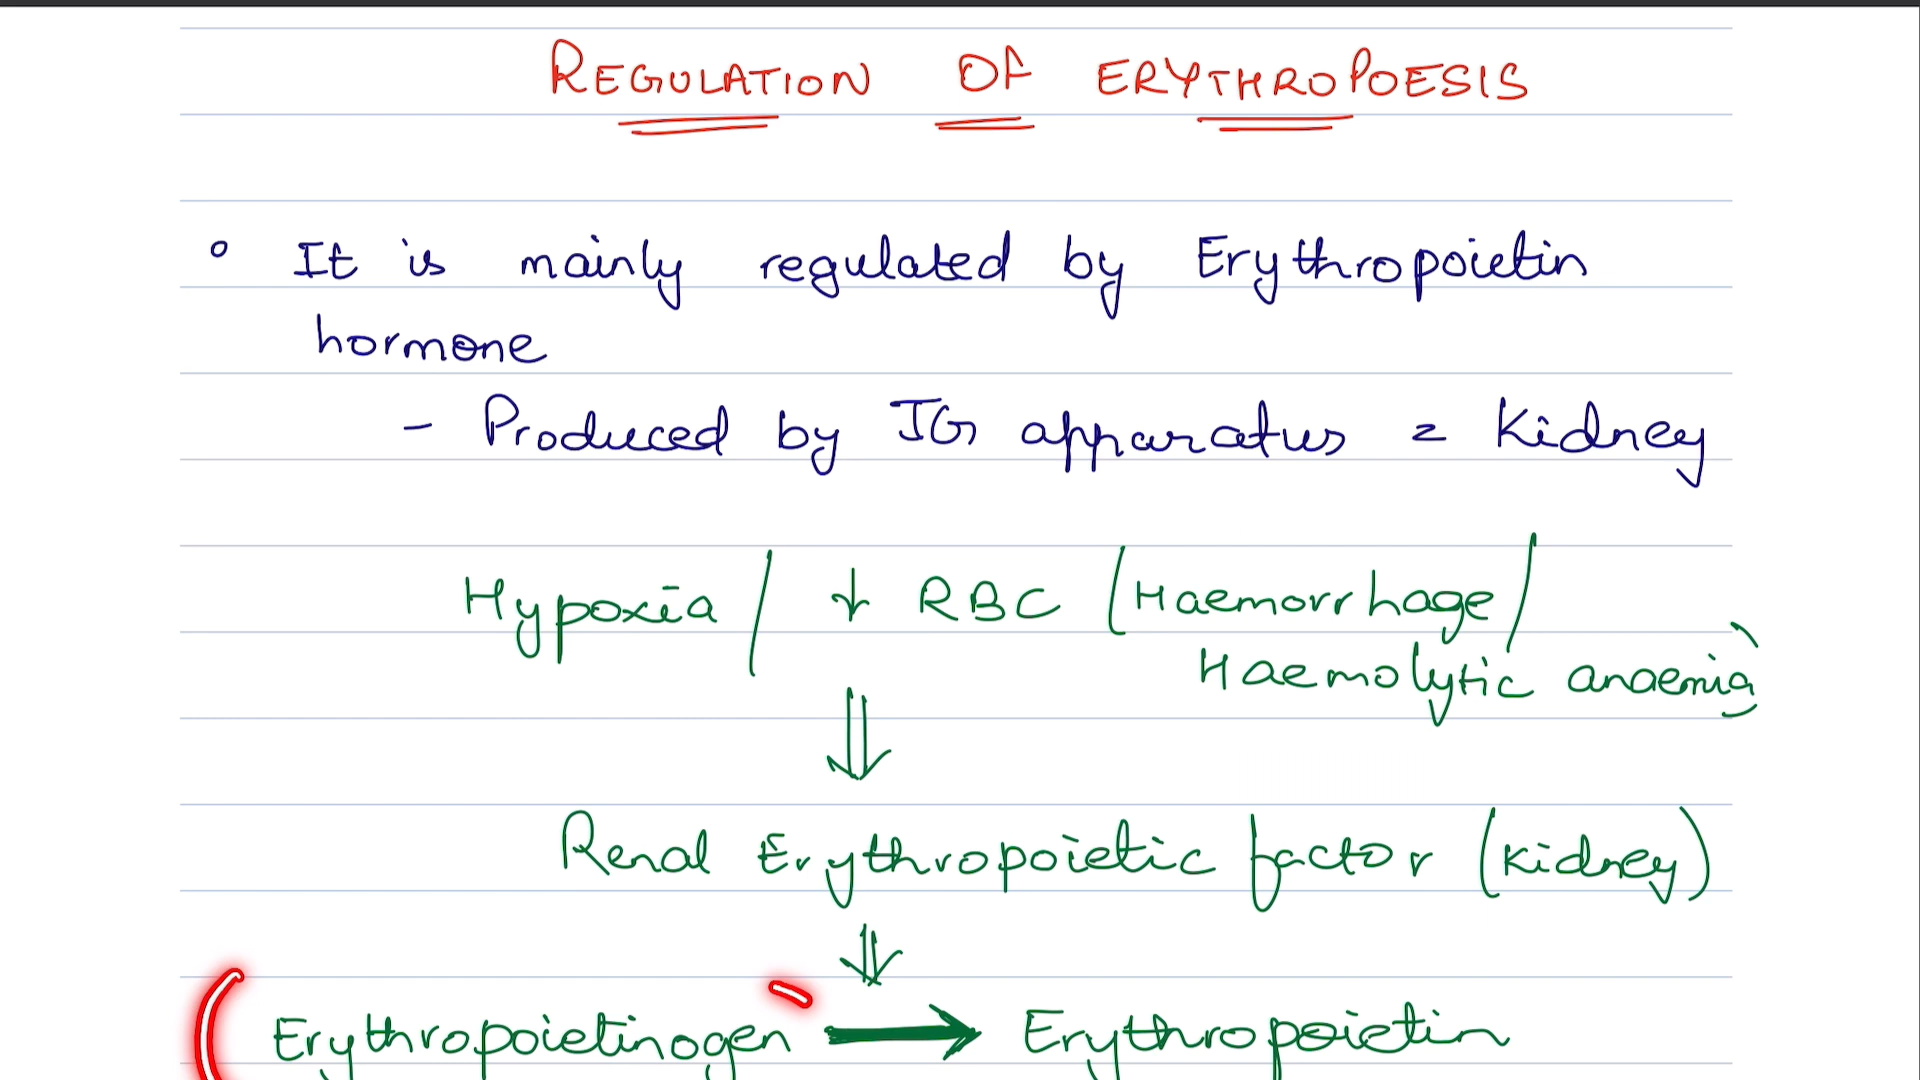 REGULATION OF ERYTHROPOESIS
° It is mainly regulated by Erythropoietin
hormone
- Produced by JG apparatus = Kidney
Hypoxia / ↓ RBC (Haemorrhage/
Haemolytic anaemia)
⇓
Renal Erythropoietic factor (kidney)
⇓
Erythropoietinogen → Erythropoietin